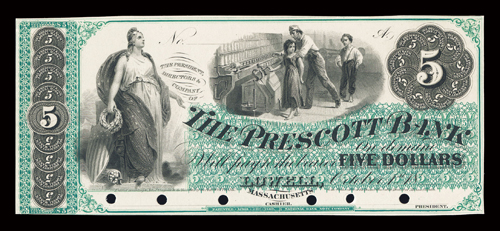 No.
A
5
5
THE PRESIDENT,
DIRECTORS &
COMPANY
OF
5
THE PRESCOTT BANK
On demand
Will pay to the bearer FIVE DOLLARS
LOWELL,
MASSACHUSETTS
CASHIER.
PRESIDENT.